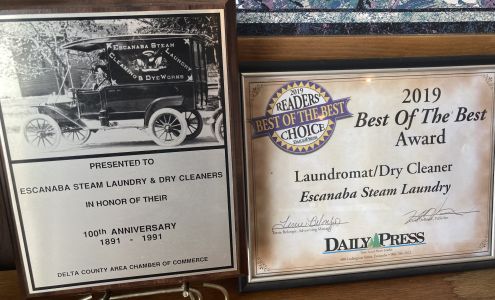 ESCANABA STEAM
LAUNDRY
CLEANING & DYE WORKS
PRESENTED TO
ESCANABA STEAM LAUNDRY & DRY CLEANERS
IN HONOR OF THEIR
100th ANNIVERSARY
1891 - 1991
DELTA COUNTY AREA CHAMBER OF COMMERCE
2019
READERS'
BEST OF THE BEST
CHOICE
2019
Best Of The Best
Award
Laundromat/Dry Cleaner
Escanaba Steam Laundry
DAILY PRESS